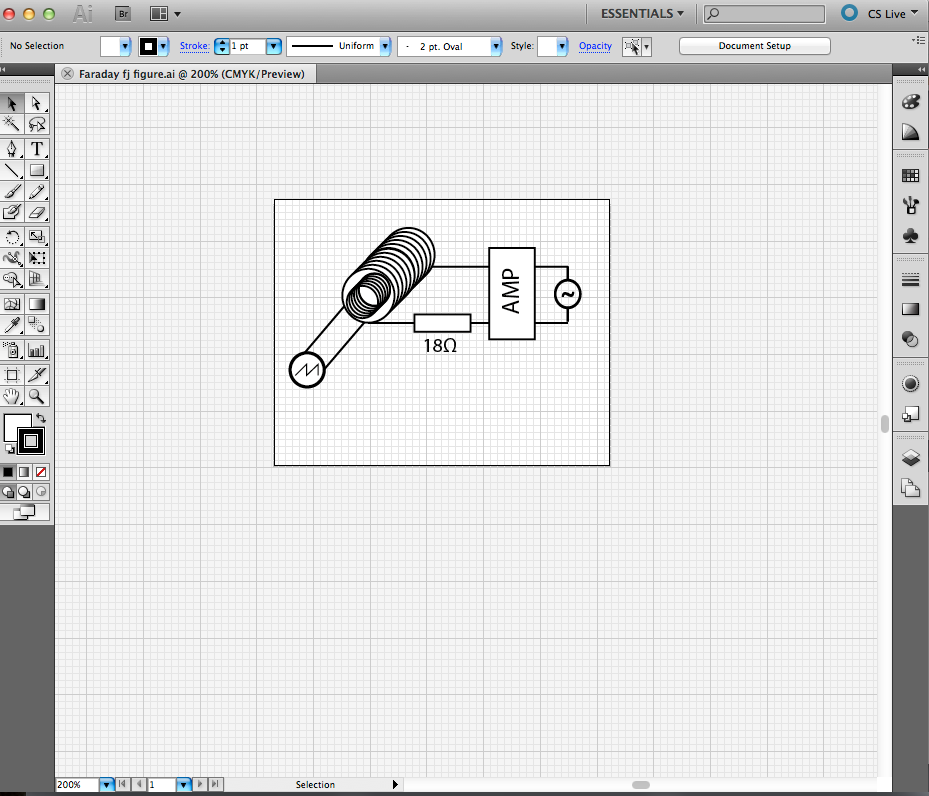 Ai Br ESSENTIALS CS Live
No Selection Stroke: 1 pt Uniform 2 pt. Oval Style: Opacity Document Setup
Faraday fj figure.ai @ 200% (CMYK/Preview)
T
AMP
~
18Ω
200% 1 Selection